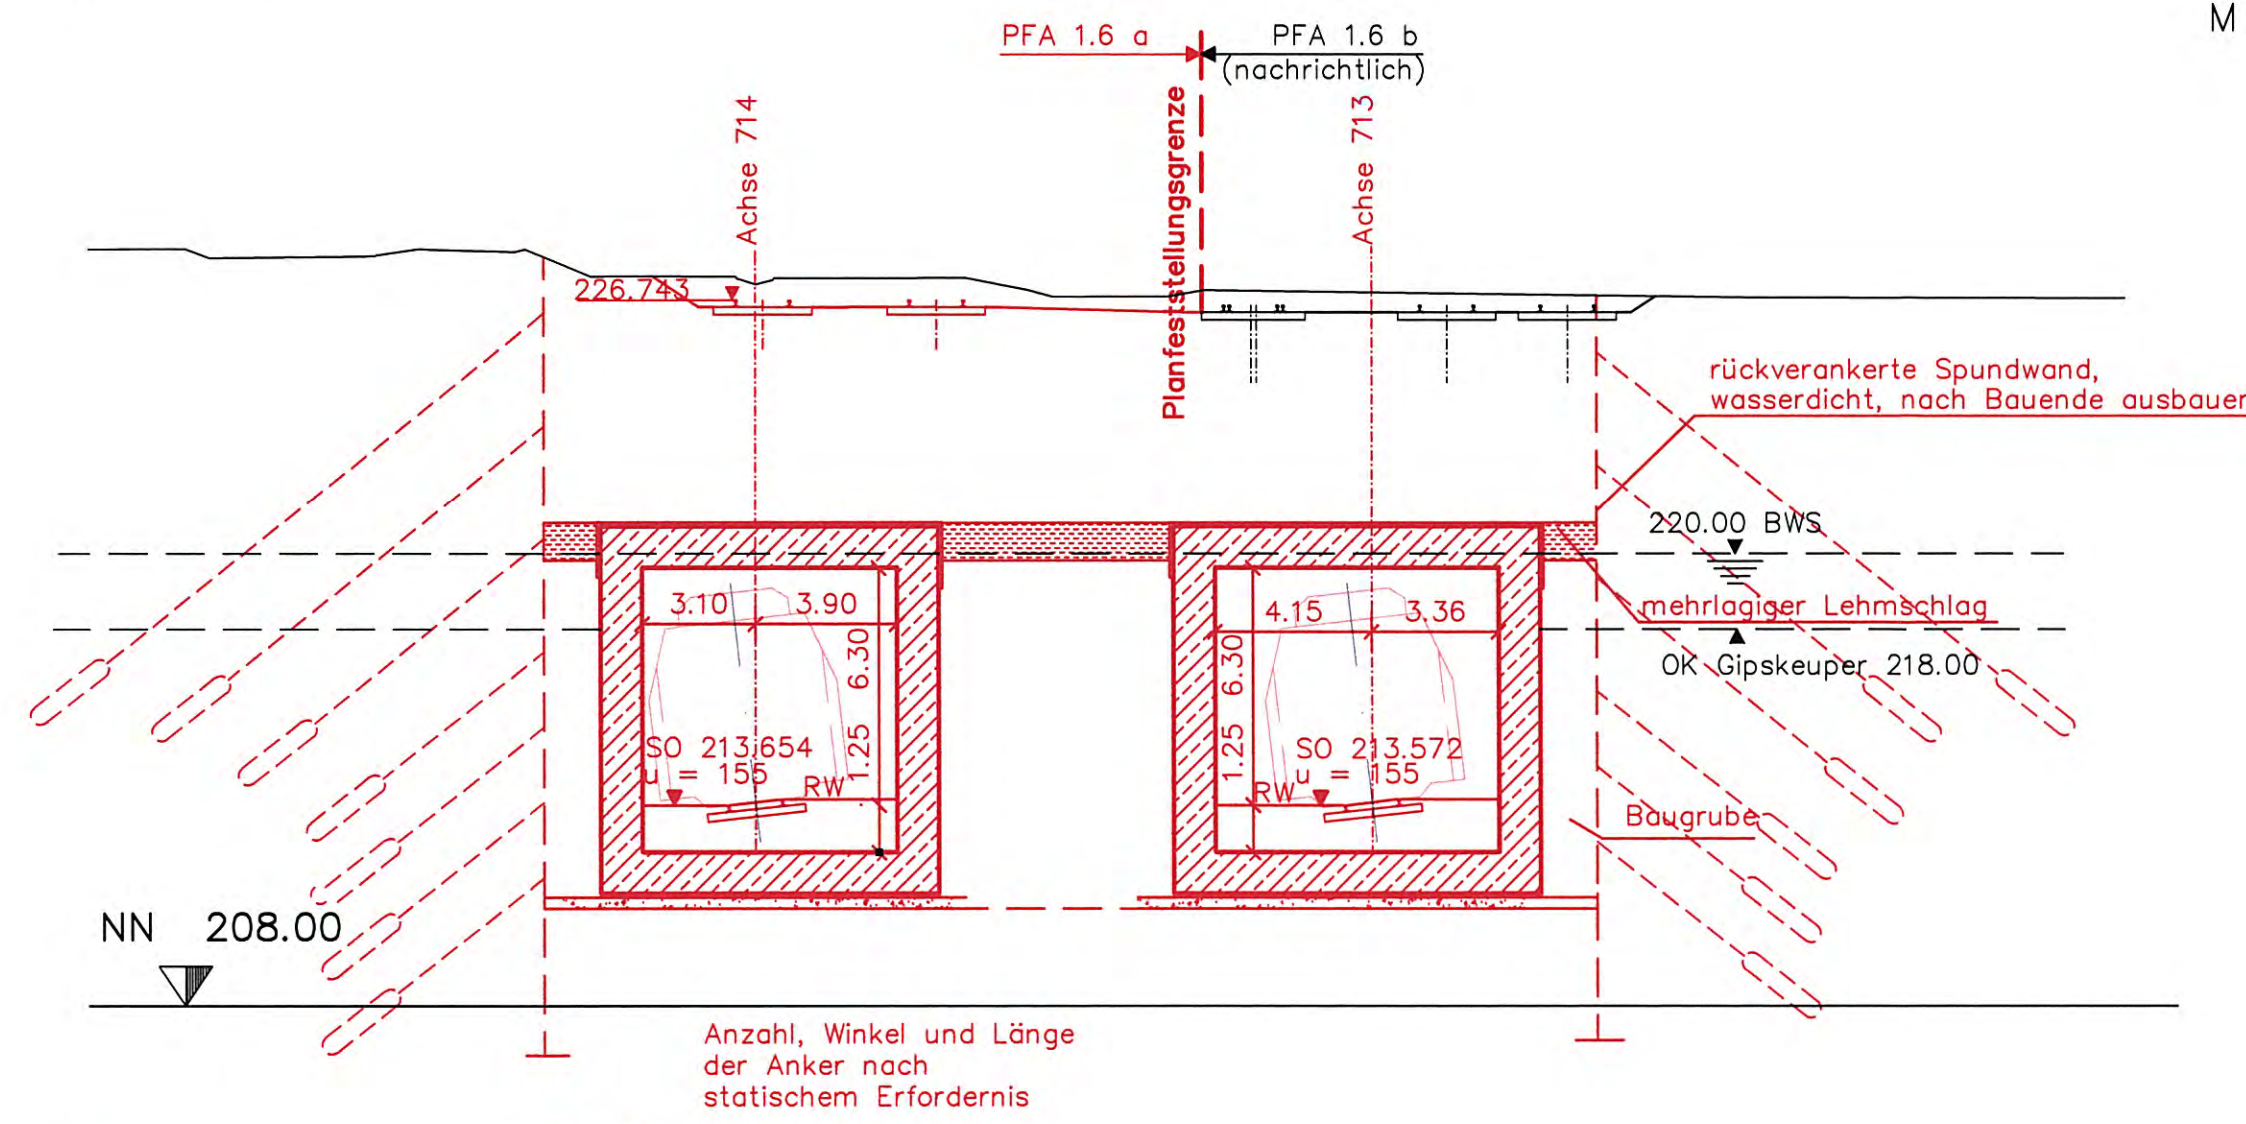 M
PFA 1.6 a
PFA 1.6 b
(nachrichtlich)
Planfeststellungsgrenze
Achse 714
Achse 713
226.743
rückverankerte Spundwand,
wasserdicht, nach Bauende ausbauen
220.00 BWS
mehrlagiger Lehmschlag
OK Gipskeuper 218.00
3.10
3.90
4.15
3.36
6.30
6.30
1.25
1.25
SO 213.654
u = 155
RW
SO 213.572
u = 155
RW
Baugrube
NN 208.00
Anzahl, Winkel und Länge
der Anker nach
statischem Erfordernis